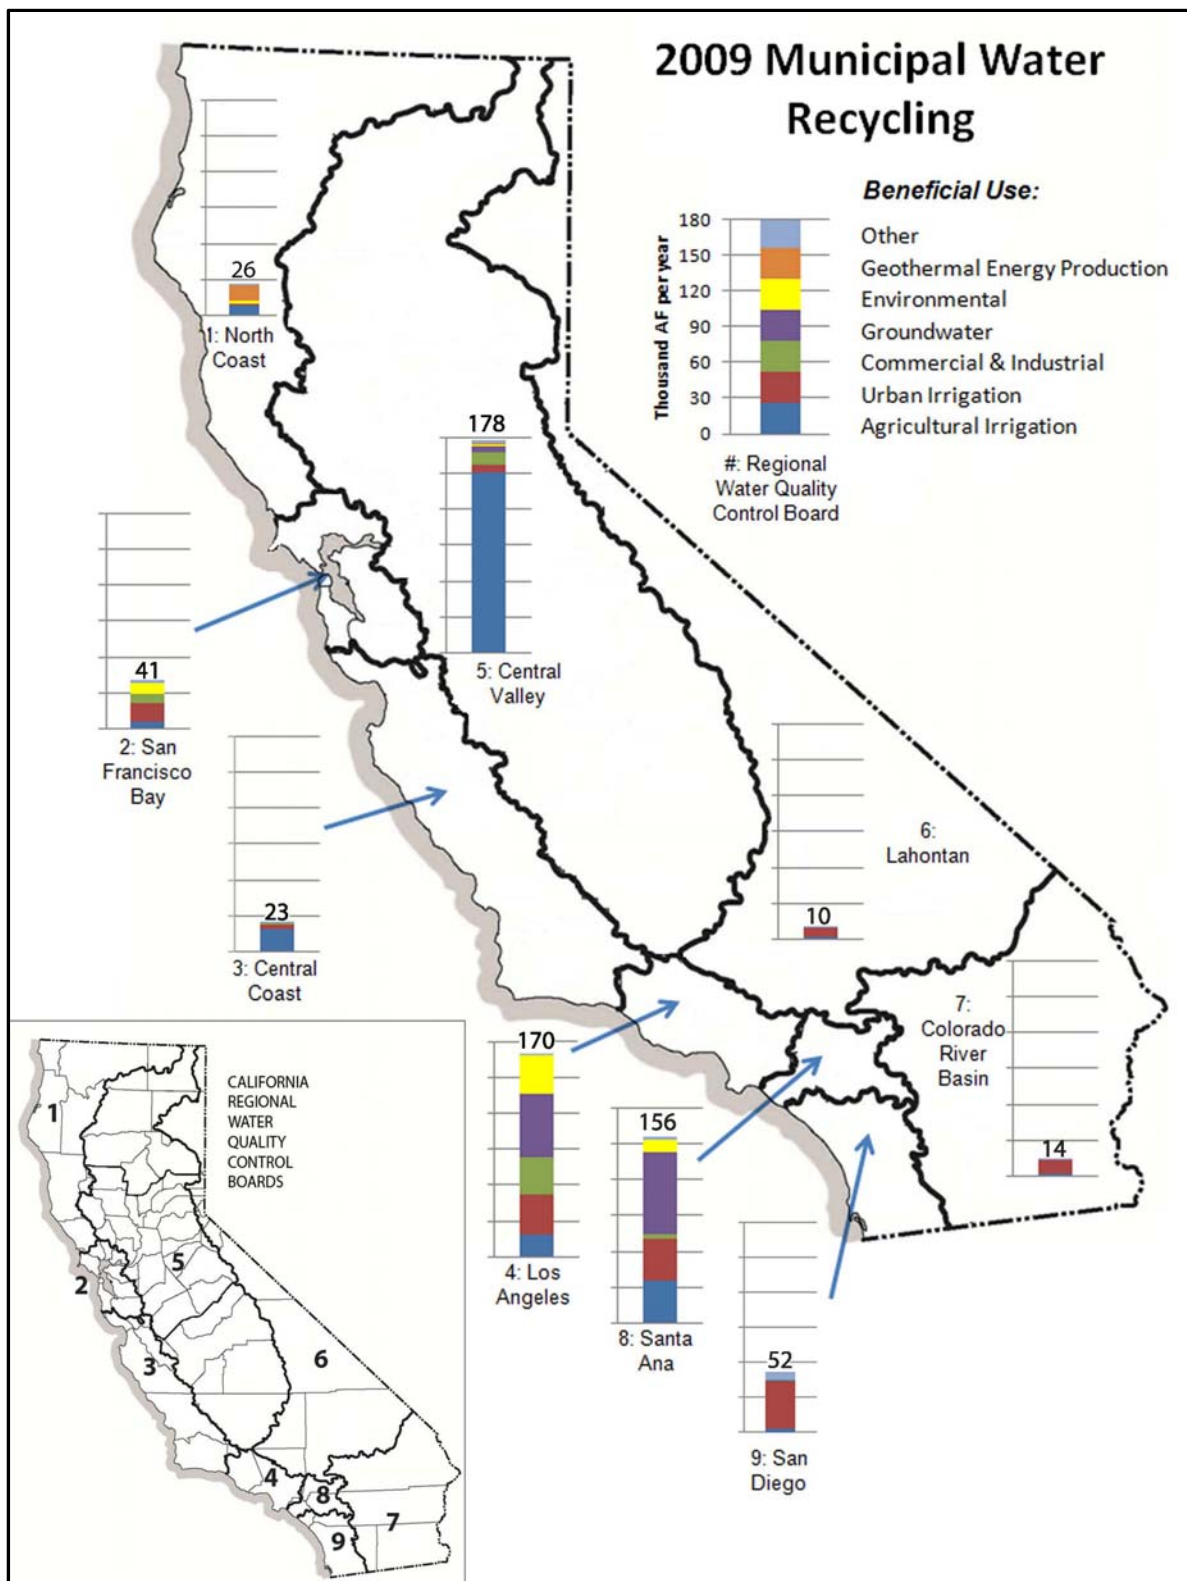 2009 Municipal Water
Recycling
Beneficial Use:
Thousand AF per year
180
150
120
90
60
30
0
Other
Geothermal Energy Production
Environmental
Groundwater
Commercial & Industrial
Urban Irrigation
Agricultural Irrigation
#: Regional
Water Quality
Control Board
26
1: North
Coast
178
5: Central
Valley
41
2: San
Francisco
Bay
23
3: Central
Coast
6:
Lahontan
10
7:
Colorado
River
Basin
14
170
4: Los
Angeles
156
8: Santa
Ana
52
9: San
Diego
CALIFORNIA
REGIONAL
WATER
QUALITY
CONTROL
BOARDS
1
2
5
3
6
4
8
7
9